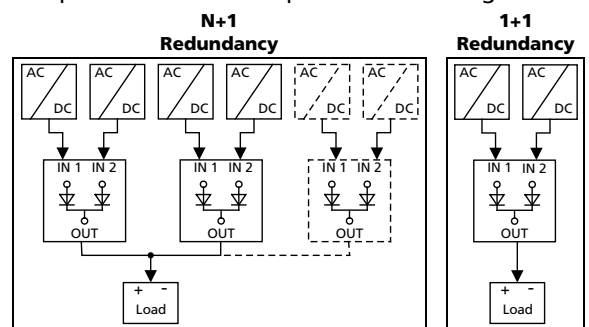 N+1
Redundancy
1+1
Redundancy
AC DC AC DC AC DC AC DC AC DC AC DC
AC DC AC DC
IN 1 IN 2 IN 1 IN 2 IN 1 IN 2
IN 1 IN 2
OUT OUT OUT
OUT
+ -
Load
+ -
Load